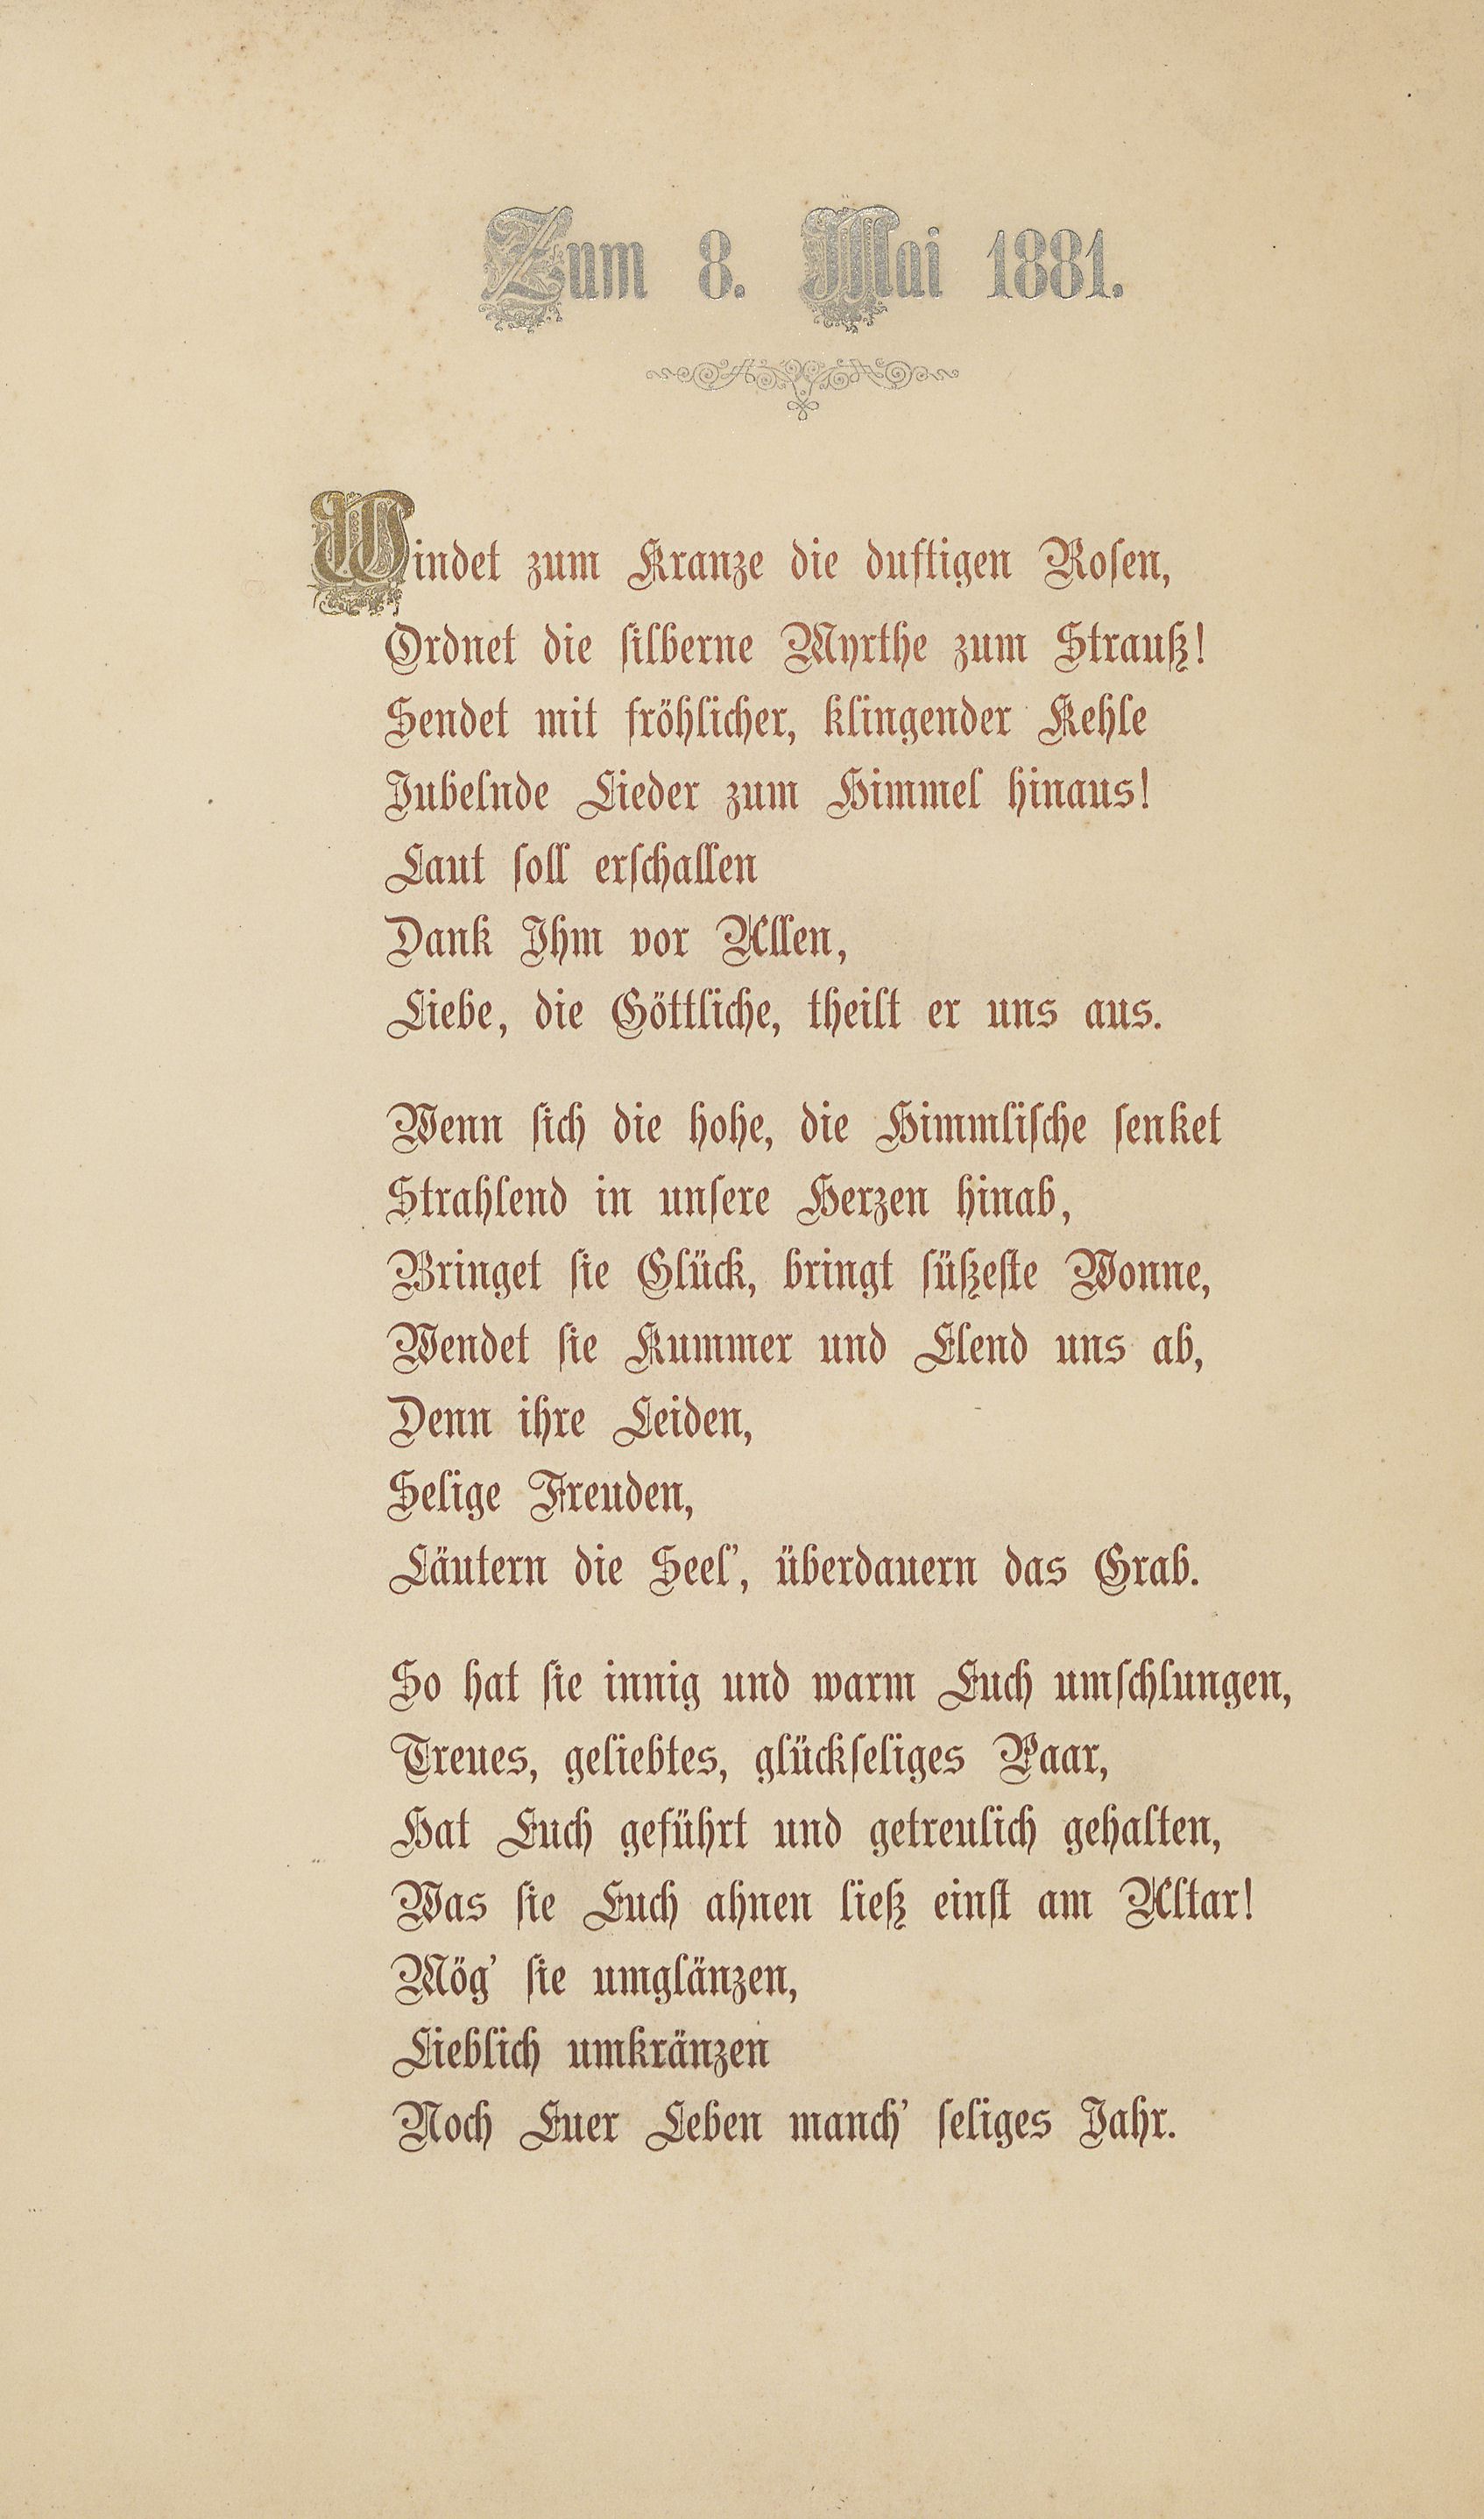 Zum 8. Mai 1881.
Windet zum Kranze die duftigen Rosen,
Ordnet die silberne Myrthe zum Strauß!
Sendet mit fröhlicher, klingender Kehle
Jubelnde Lieder zum Himmel hinaus!
Laut soll erschallen
Dank Ihm vor Allen,
Liebe, die Göttliche, theilt er uns aus.
Wenn sich die hohe, die Himmlische senket
Strahlend in unsere Herzen hinab,
Bringet sie Glück, bringt süßeste Wonne,
Wendet sie Kummer und Elend uns ab,
Denn ihre Leiden,
Selige Freuden,
Läutern die Seel’, überdauern das Grab.
So hat sie innig und warm Euch umschlungen,
Treues, geliebtes, glückseliges Paar,
Hat Euch geführt und getreulich gehalten,
Was sie Euch ahnen ließ einst am Altar!
Mög’ sie umglänzen,
Lieblich umkränzen
Noch Euer Leben manch’ seliges Jahr.